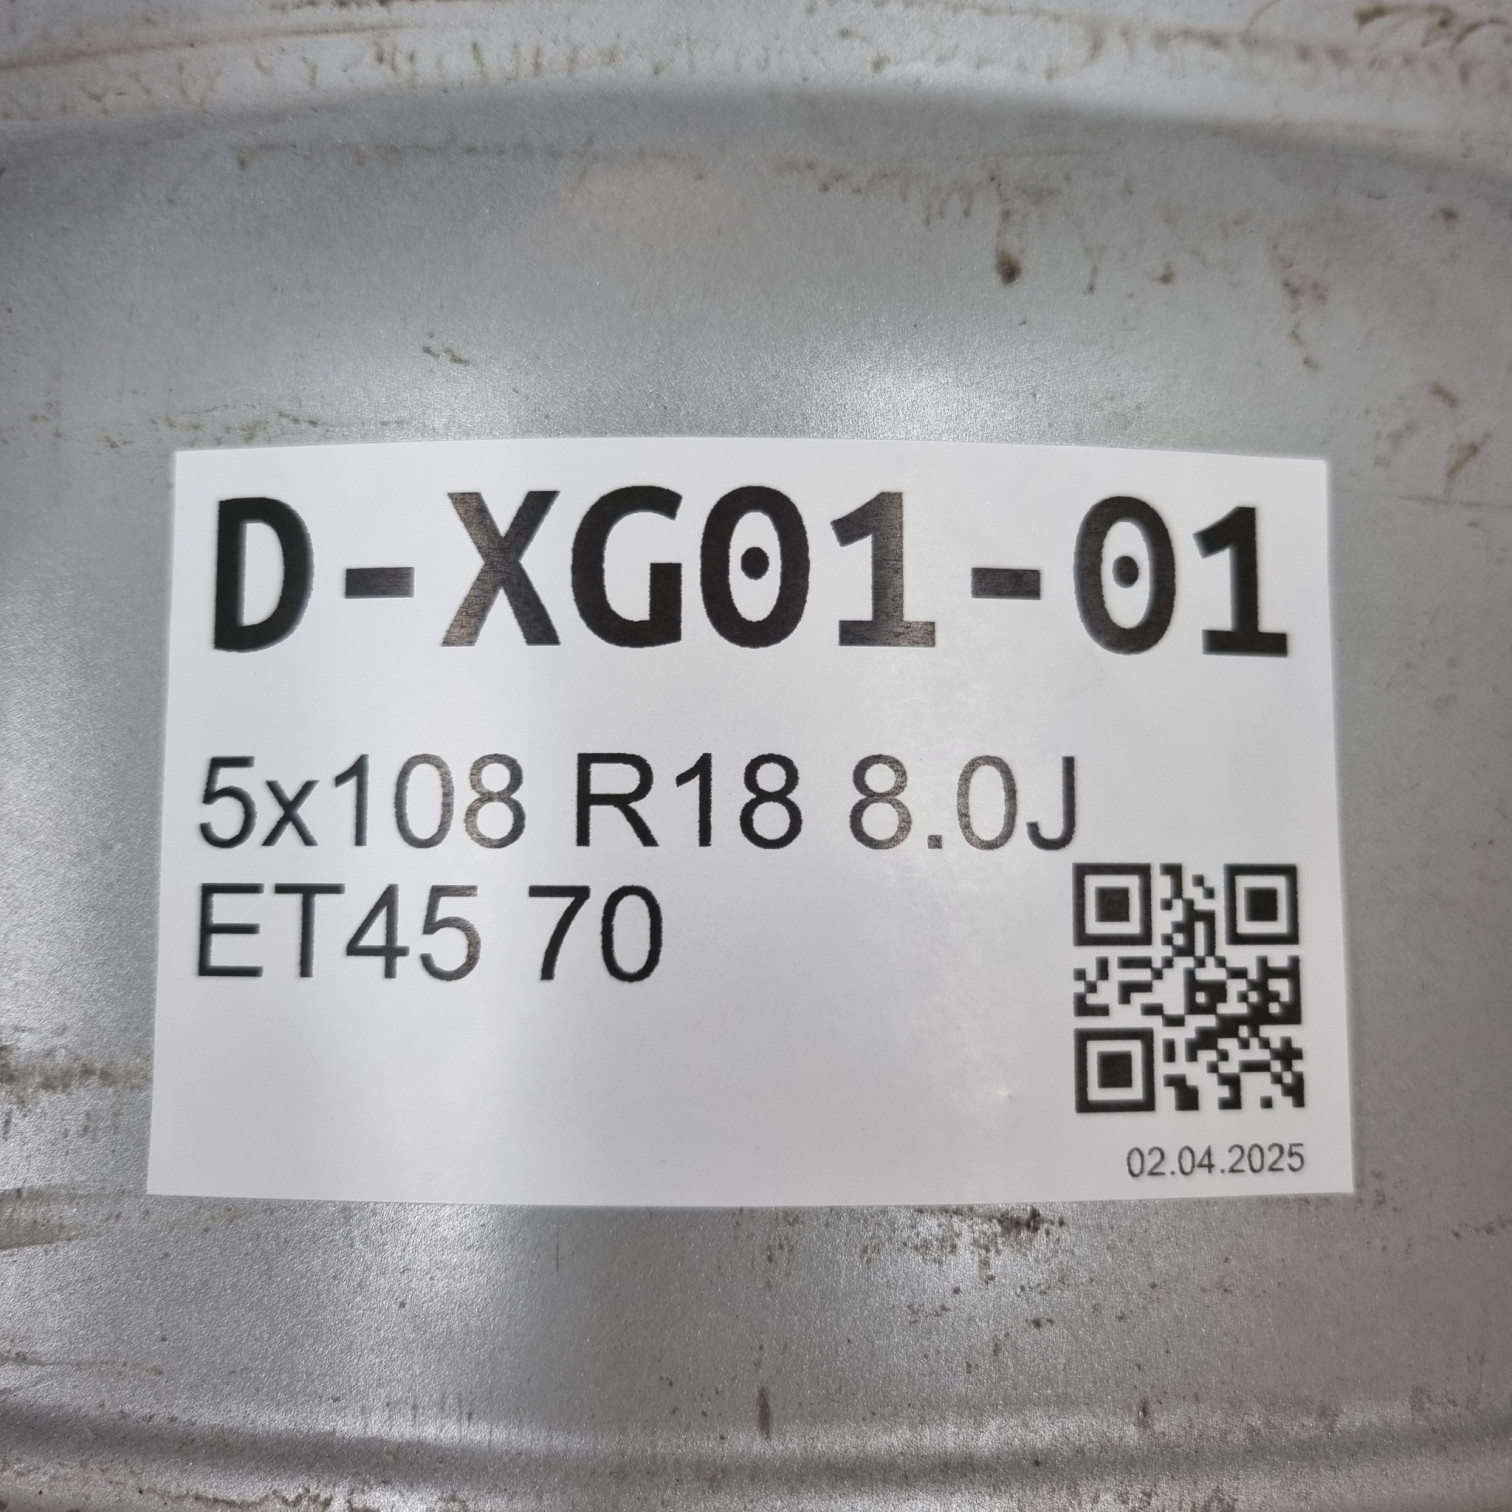 D-XG01-01
5x108 R18 8.0J
ET45 70
02.04.2025